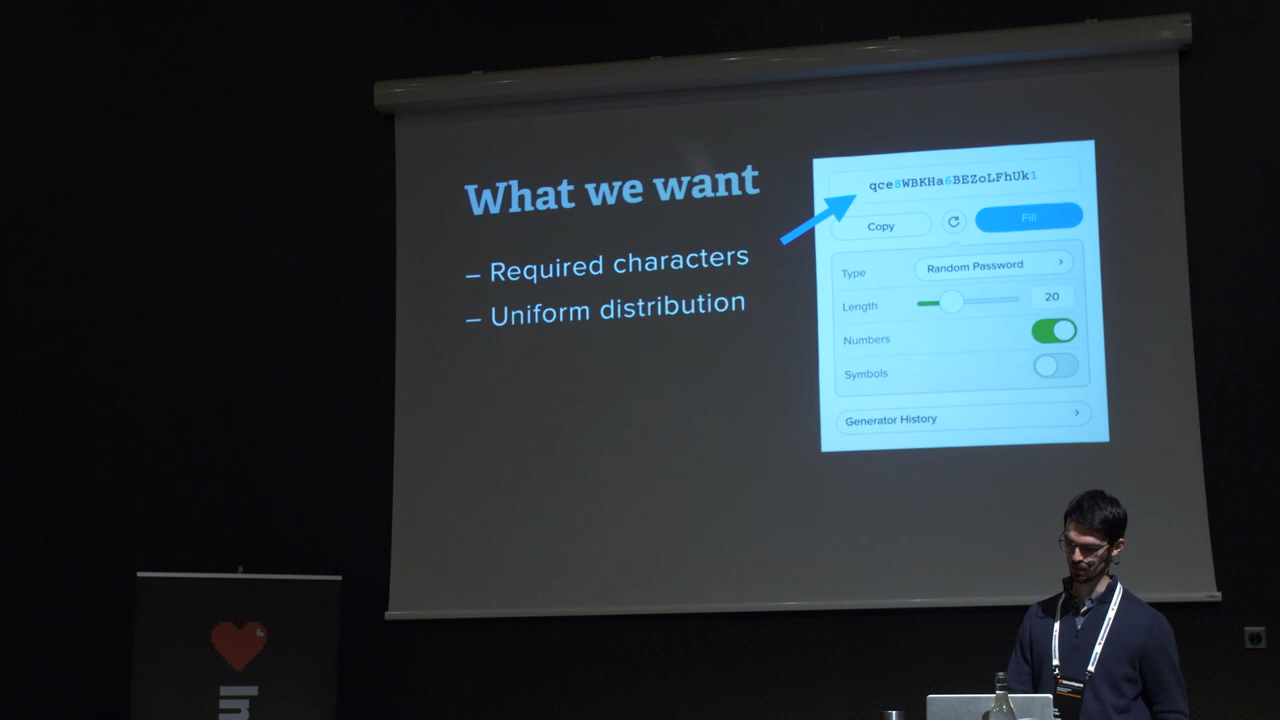 What we want
– Required characters
– Uniform distribution
qce8WBKHa6BEZoLFhUk1
Copy
Fill
Type
Random Password
Length
20
Numbers
Symbols
Generator History